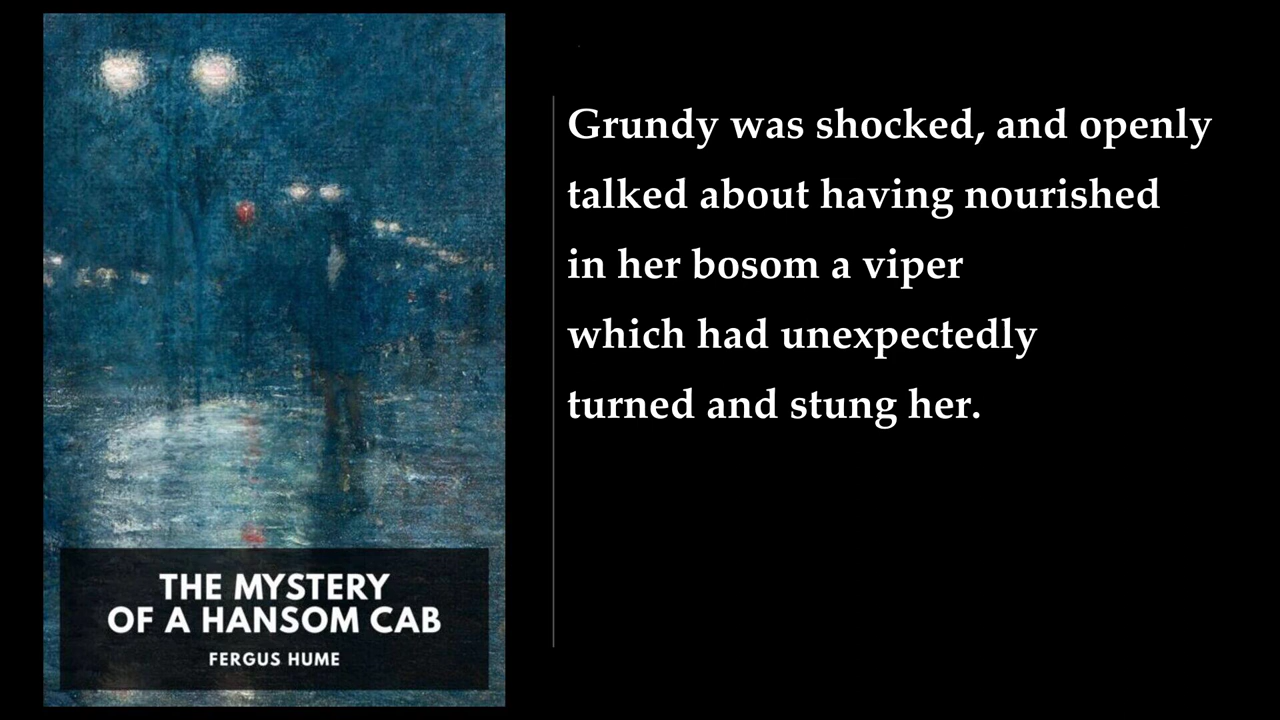 Grundy was shocked, and openly
talked about having nourished
in her bosom a viper
which had unexpectedly
turned and stung her.
THE MYSTERY
OF A HANSOM CAB
FERGUS HUME